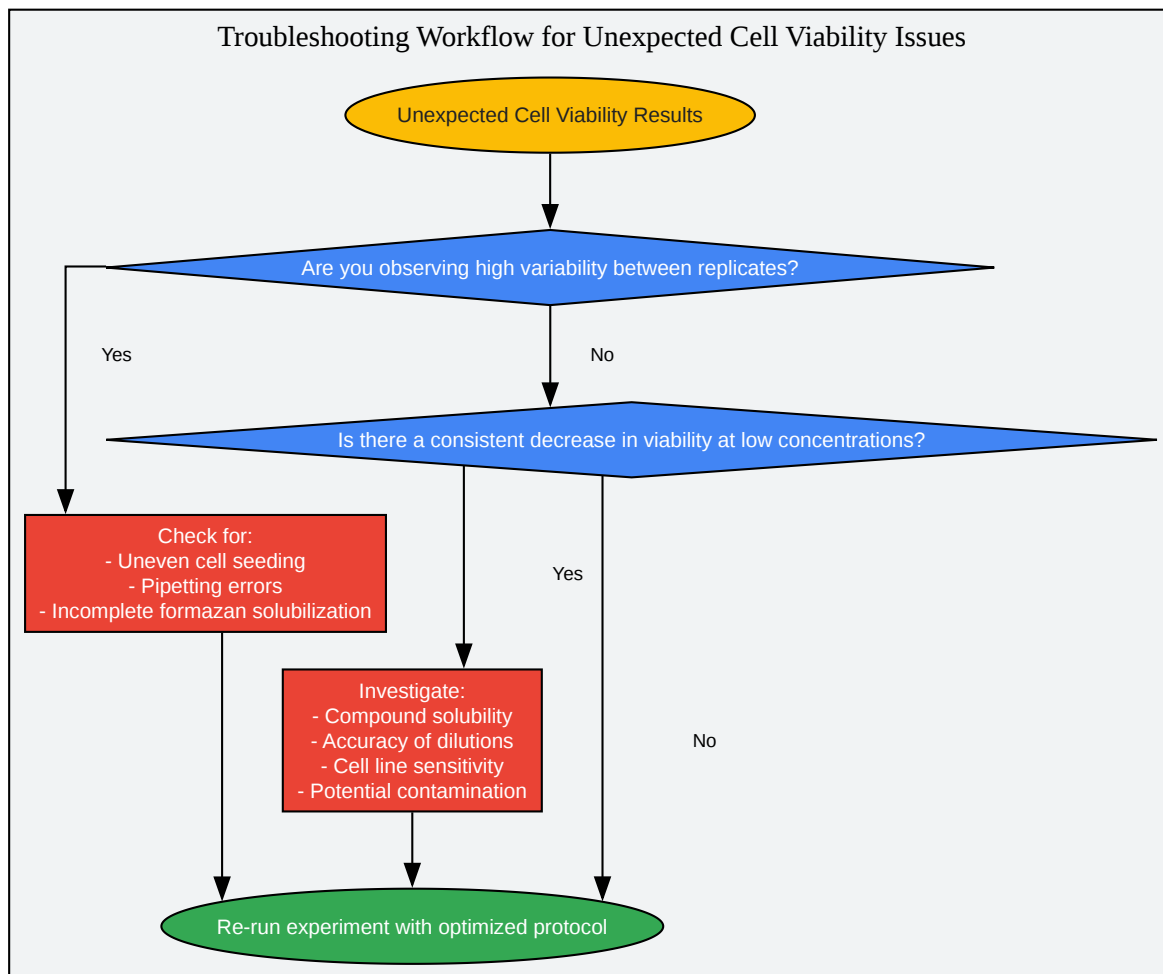 Troubleshooting Workflow for Unexpected Cell Viability Issues
Unexpected Cell Viability Results
Are you observing high variability between replicates?
Yes
No
Is there a consistent decrease in viability at low concentrations?
Check for:
- Uneven cell seeding
- Pipetting errors
- Incomplete formazan solubilization
Yes
Investigate:
- Compound solubility
- Accuracy of dilutions
- Cell line sensitivity
- Potential contamination
No
Re-run experiment with optimized protocol